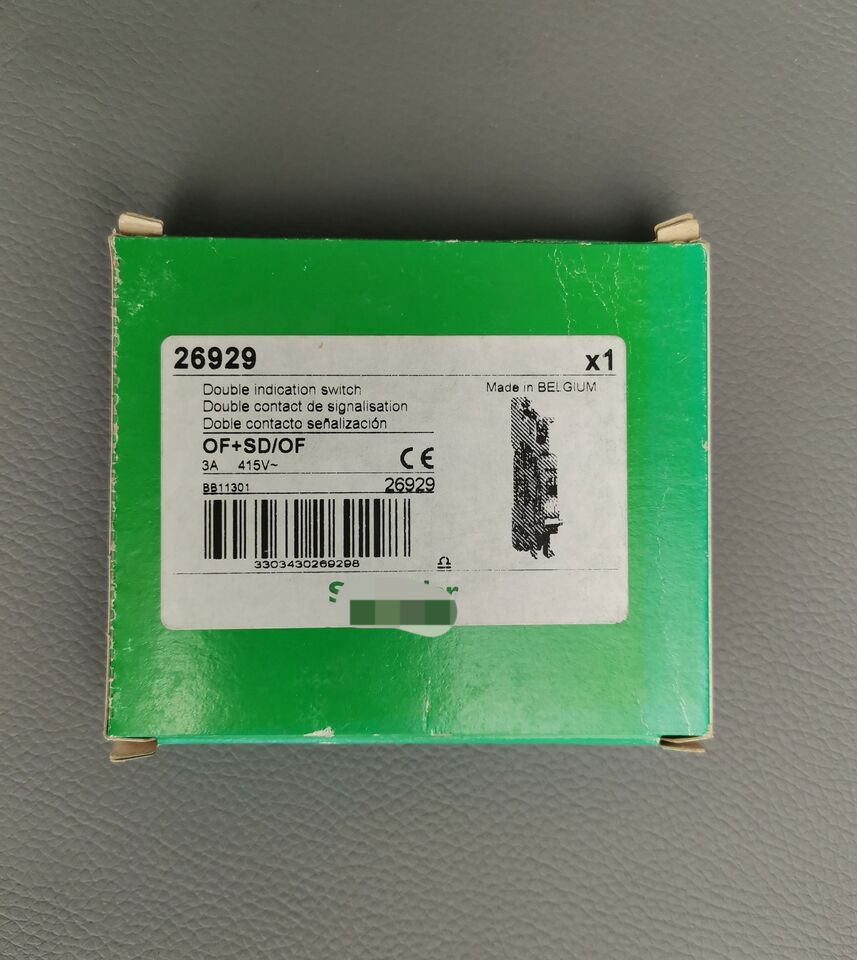 26929
x1
Double indication switch
Made in BELGIUM
Double contact de signalisation
Doble contacto señalización
OF+SD/OF
3A 415V~
CE
BB11301
26929
3303430269298